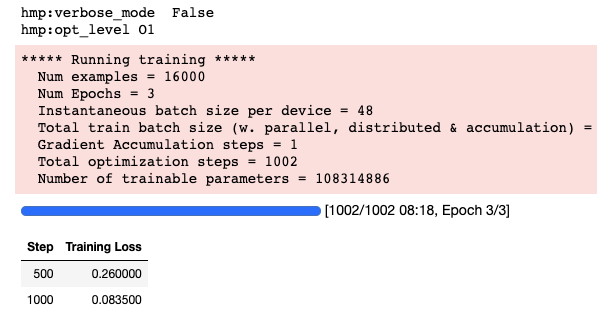 hmp:verbose_mode  False
hmp:opt_level O1
***** Running training *****
  Num examples = 16000
  Num Epochs = 3
  Instantaneous batch size per device = 48
  Total train batch size (w. parallel, distributed & accumulation) =
  Gradient Accumulation steps = 1
  Total optimization steps = 1002
  Number of trainable parameters = 108314886
[1002/1002 08:18, Epoch 3/3]
Step Training Loss
500 0.260000
1000 0.083500